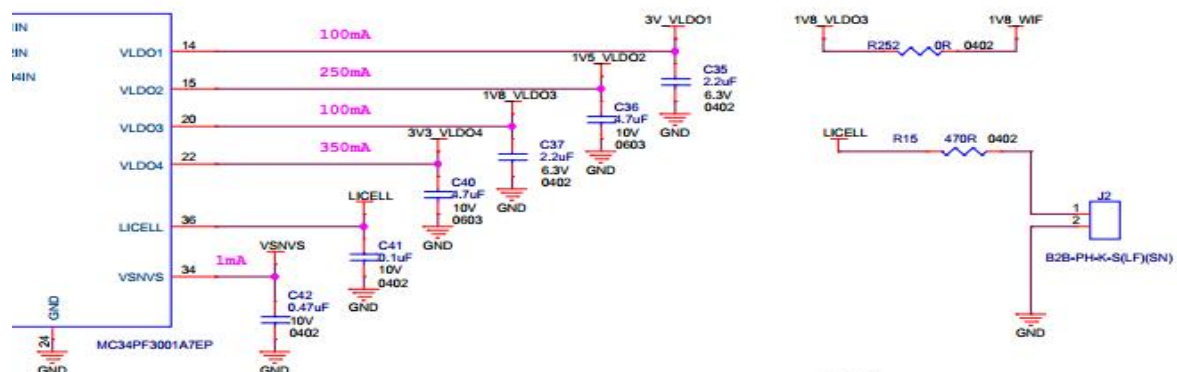 3V_VLDO1
1V8_VLDO3
1V8_WIF
IIN
VLDO1
14
100mA
R252
0R
0402
2IN
1V5_VLDO2
C35
2.2uF
6.3V
0402
34IN
VLDO2
15
250mA
GND
1V8_VLDO3
C36
4.7uF
10V
0603
VLDO3
20
100mA
GND
3V3_VLDO4
C37
2.2uF
6.3V
0402
LICELL
R15
470R
0402
VLDO4
22
350mA
GND
C40
4.7uF
10V
0603
LICELL
J2
1
2
LICELL
36
GND
VSNVS
C41
0.1uF
10V
0402
B2B-PH-K-S(LF)(SN)
VSNVS
34
1mA
GND
C42
0.47uF
10V
0402
GND
GND
24
MC34PF3001A7EP
GND
GND
GND